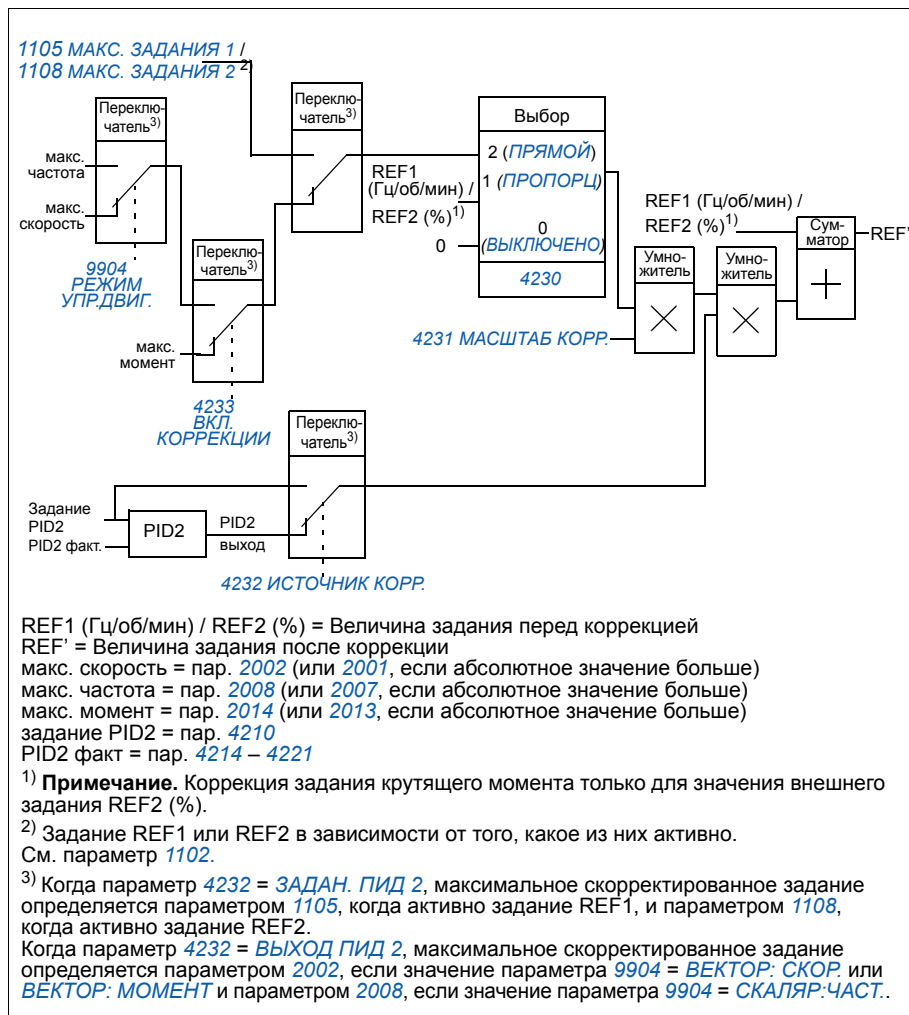 1105 МАКС. ЗАДАНИЯ 1 /
1108 МАКС. ЗАДАНИЯ 2 2)
Переклю-
чатель3)
макс.
частота
макс.
скорость
9904
РЕЖИМ
УПР.ДВИГ.
Переклю-
чатель3)
макс.
момент
4233
ВКЛ.
КОРРЕКЦИИ
Переклю-
чатель3)
REF1
(Гц/об/мин) /
REF2 (%)1)
0
Выбор
2 (ПРЯМОЙ)
1 (ПРОПОРЦ)
0
(ВЫКЛЮЧЕНО)
4230
4231 МАСШТАБ КОРР.
Умно-
житель
Умно-
житель
REF1 (Гц/об/мин) /
REF2 (%)1)
Сум-
матор
REF'
Задание
PID2
PID2 факт.
PID2
PID2
выход
Переклю-
чатель3)
4232 ИСТОЧНИК КОРР.
REF1 (Гц/об/мин) / REF2 (%) = Величина задания перед коррекцией
REF’ = Величина задания после коррекции
макс. скорость = пар. 2002 (или 2001, если абсолютное значение больше)
макс. частота = пар. 2008 (или 2007, если абсолютное значение больше)
макс. момент = пар. 2014 (или 2013, если абсолютное значение больше)
задание PID2 = пар. 4210
PID2 факт = пар. 4214 – 4221
1) Примечание. Коррекция задания крутящего момента только для значения внешнего
задания REF2 (%).
2) Задание REF1 или REF2 в зависимости от того, какое из них активно.
См. параметр 1102.
3) Когда параметр 4232 = ЗАДАН. ПИД 2, максимальное скорректированное задание
определяется параметром 1105, когда активно задание REF1, и параметром 1108,
когда активно задание REF2.
Когда параметр 4232 = ВЫХОД ПИД 2, максимальное скорректированное задание
определяется параметром 2002, если значение параметра 9904 = ВЕКТОР: СКОР. или
ВЕКТОР: МОМЕНТ и параметром 2008, если значение параметра 9904 = СКАЛЯР:ЧАСТ..